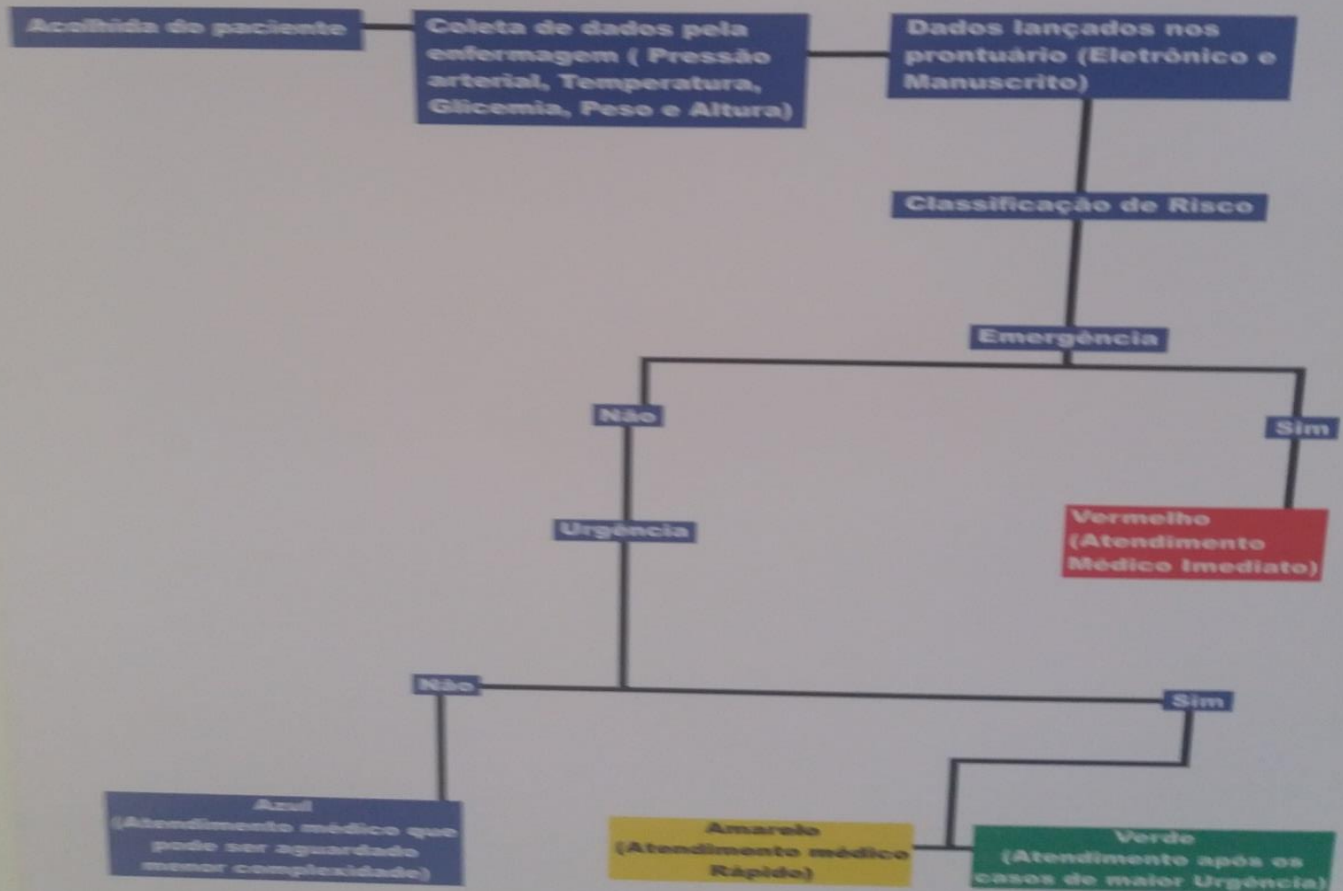 Acolhida do paciente
Coleta de dados pela
enfermagem ( Pressão
arterial, Temperatura,
Glicemia, Peso e Altura)
Dados lançados nos
prontuário (Eletrônico e
Manuscrito)
Classificação de Risco
Emergência
Não
Sim
Urgência
Vermelho
(Atendimento
Médico Imediato)
Não
Sim
Azul
(Atendimento médico que
pode ser aguardado
menor complexidade)
Amarelo
(Atendimento médico
Rápido)
Verde
(Atendimento após os
casos de maior Urgência)